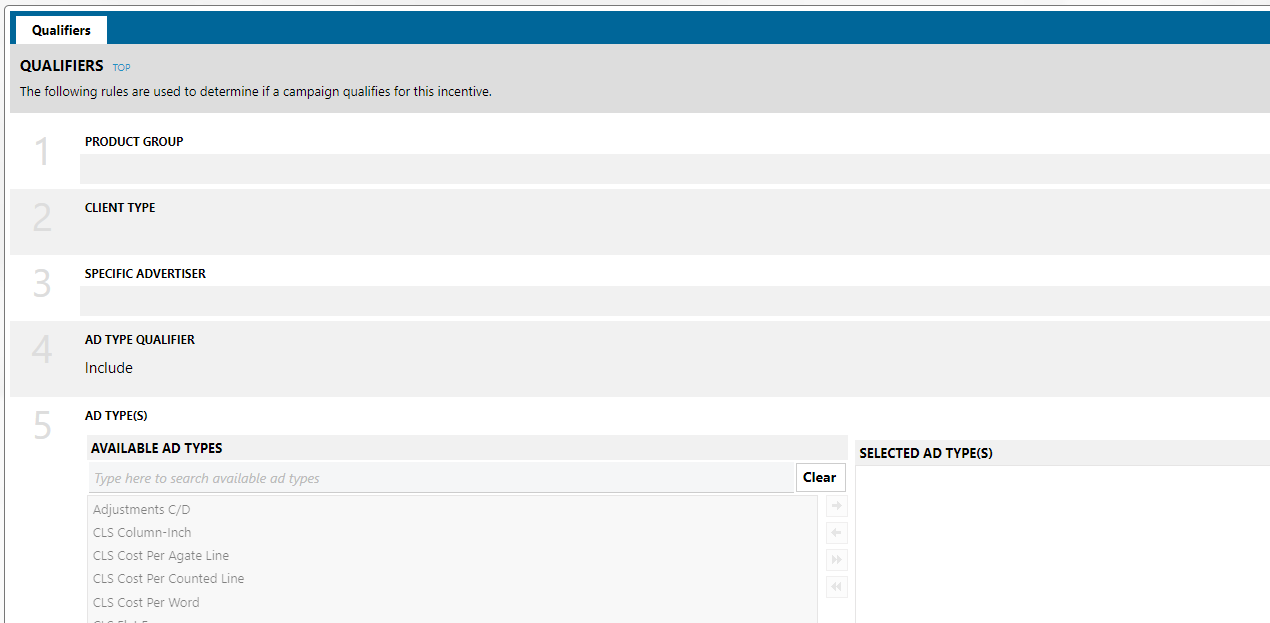 Qualifiers
QUALIFIERS TOP
The following rules are used to determine if a campaign qualifies for this incentive.
1 PRODUCT GROUP
2 CLIENT TYPE
3 SPECIFIC ADVERTISER
4 AD TYPE QUALIFIER
Include
5 AD TYPE(S)
AVAILABLE AD TYPES
Type here to search available ad types
Clear
Adjustments C/D
CLS Column-Inch
CLS Cost Per Agate Line
CLS Cost Per Counted Line
CLS Cost Per Word
SELECTED AD TYPE(S)